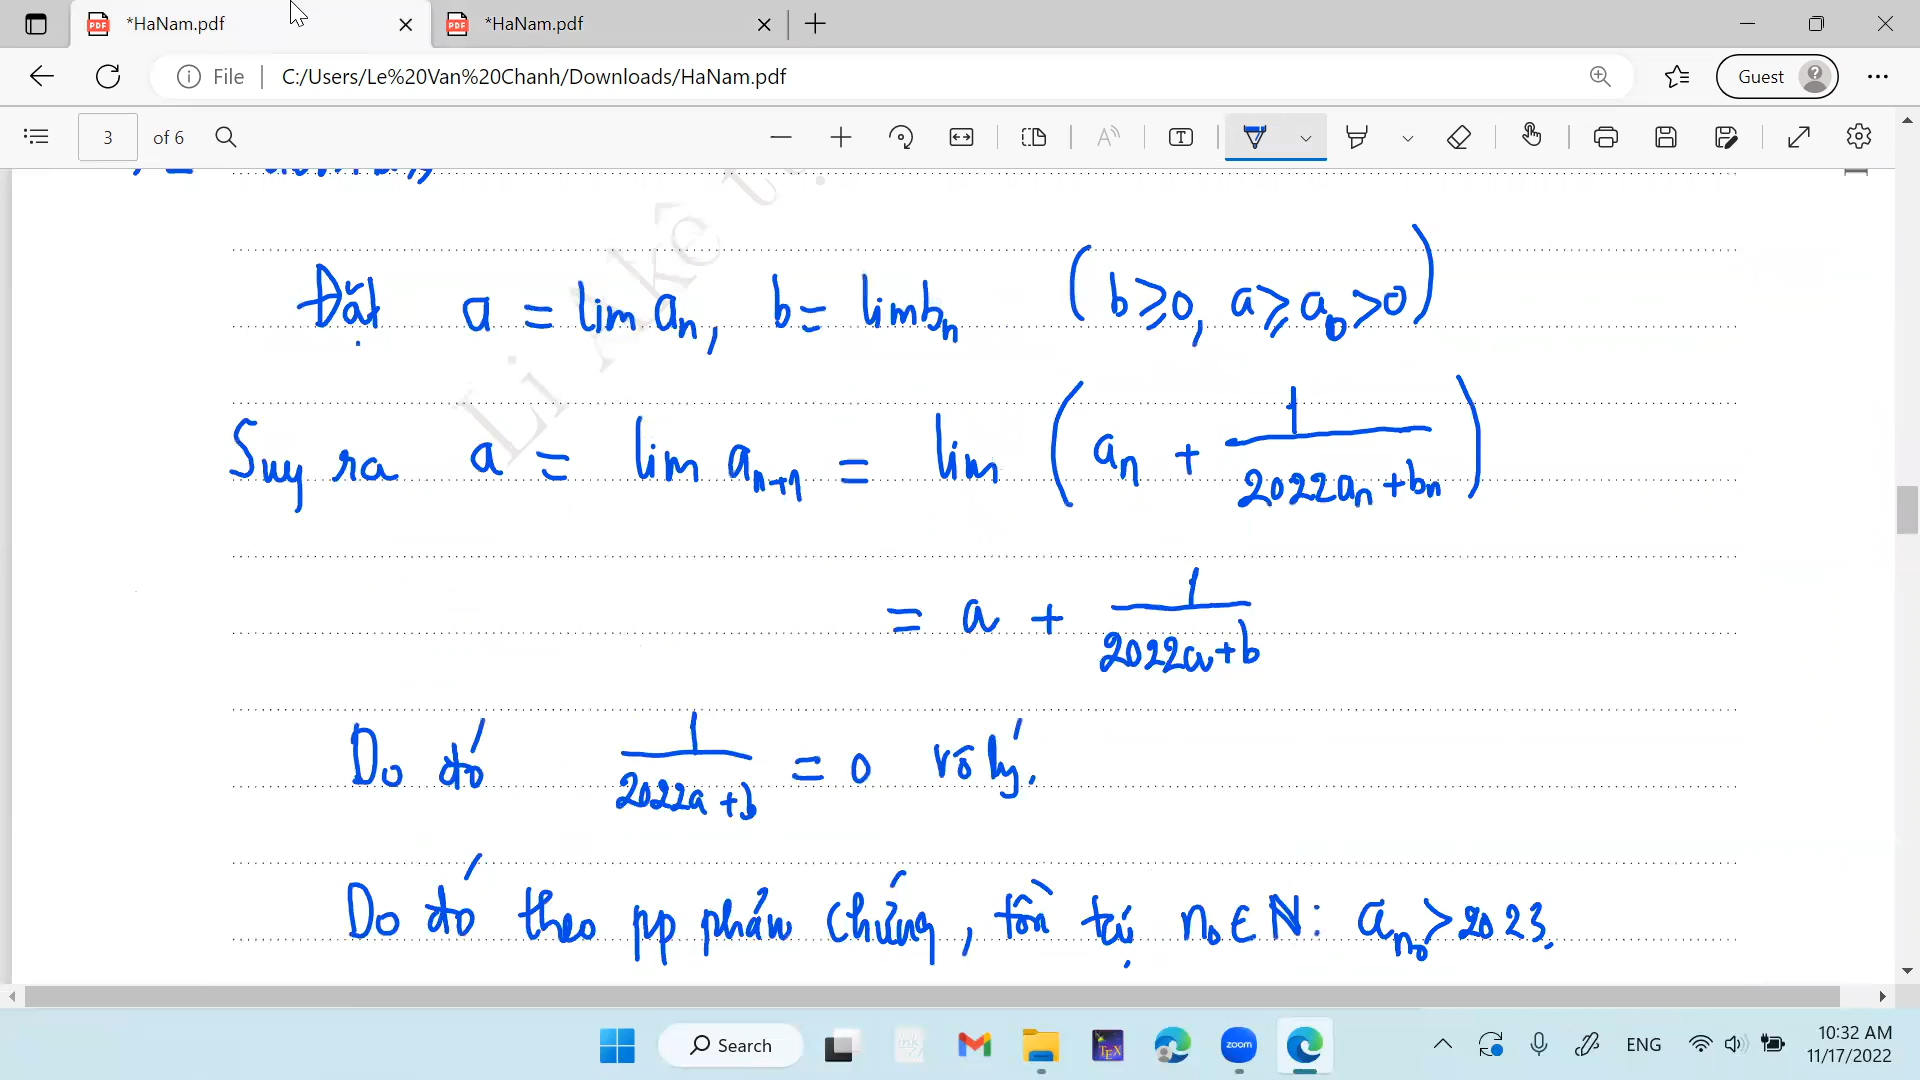 *HaNam.pdf
*HaNam.pdf
File
C:/Users/Le%20Van%20Chanh/Downloads/HaNam.pdf
Guest
3 of 6
Đặt a = lim aₙ, b = lim bₙ (b ⩾ 0, a ⩾ a₀ > 0)
Suy ra a = lim aₙ₊₁ = lim (aₙ + 1/(2022aₙ + bₙ))
= a + 1/(2022a + b)
Do đó 1/(2022a + b) = 0 vô lý.
Do đó theo pp phản chứng, tồn tại n₀ ∈ ℕ: aₙ₀ > 2023.
Search
zoom
TEX
ENG
10:32 AM
11/17/2022